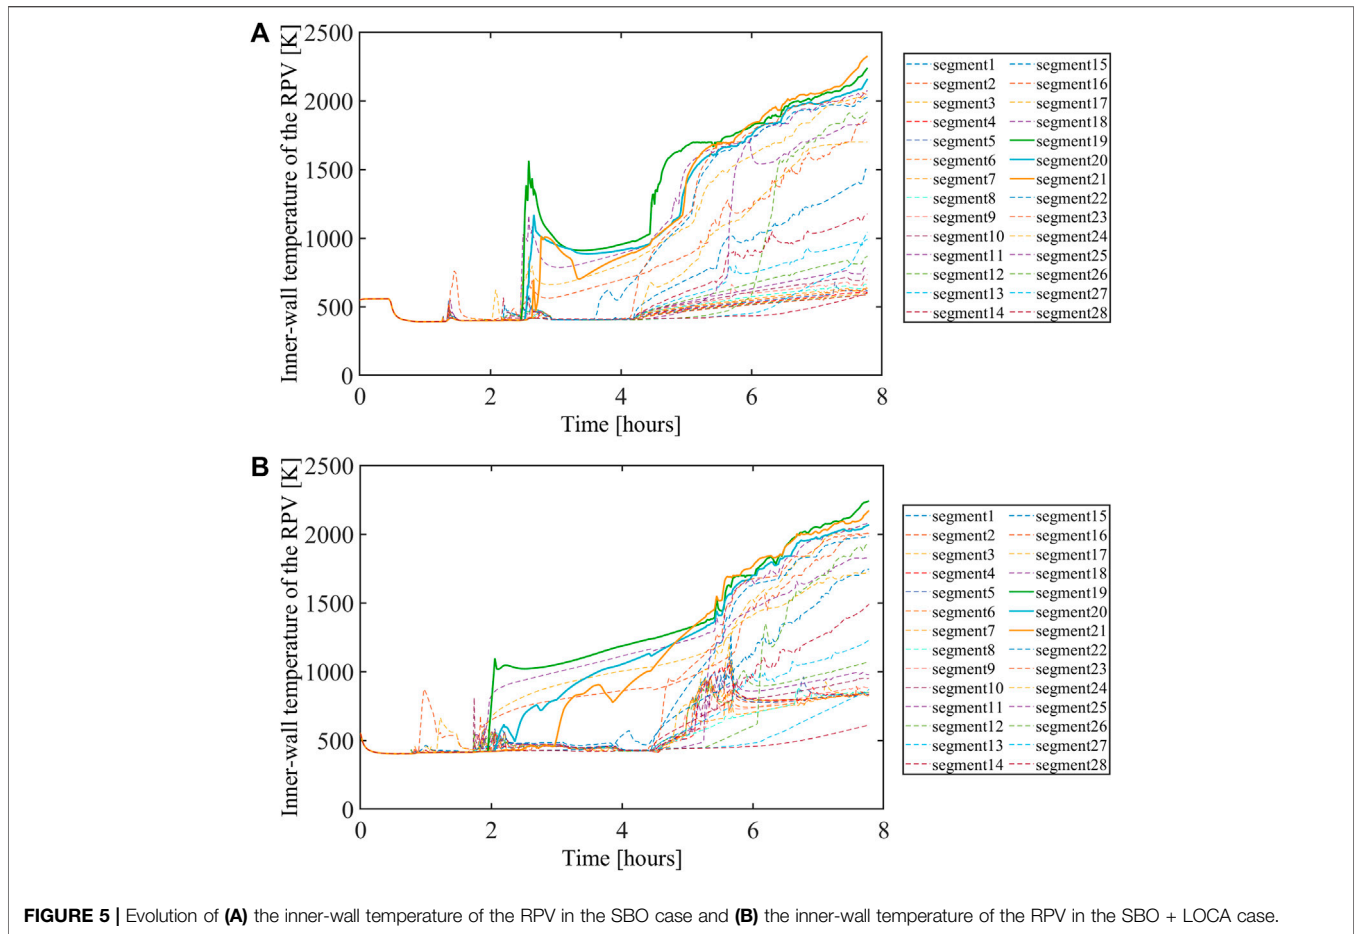 A
Inner-wall temperature of the RPV [K]
2500
2000
1500
1000
500
0
0 2 4 6 8
Time [hours]
segment1 segment15
segment2 segment16
segment3 segment17
segment4 segment18
segment5 segment19
segment6 segment20
segment7 segment21
segment8 segment22
segment9 segment23
segment10 segment24
segment11 segment25
segment12 segment26
segment13 segment27
segment14 segment28
B
Inner-wall temperature of the RPV [K]
2500
2000
1500
1000
500
0
0 2 4 6 8
Time [hours]
segment1 segment15
segment2 segment16
segment3 segment17
segment4 segment18
segment5 segment19
segment6 segment20
segment7 segment21
segment8 segment22
segment9 segment23
segment10 segment24
segment11 segment25
segment12 segment26
segment13 segment27
segment14 segment28
FIGURE 5 | Evolution of (A) the inner-wall temperature of the RPV in the SBO case and (B) the inner-wall temperature of the RPV in the SBO + LOCA case.